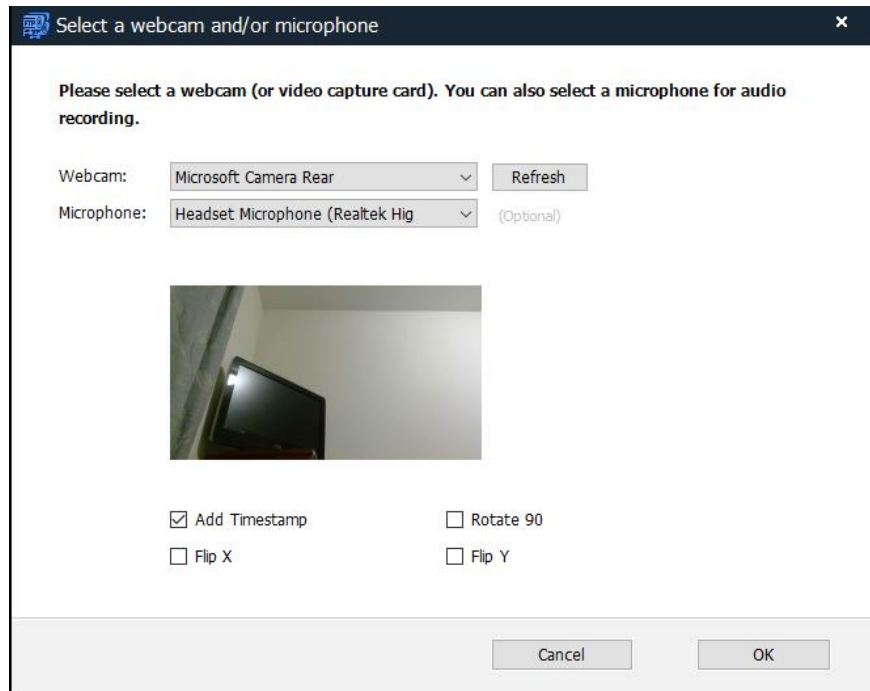 Select a webcam and/or microphone
Please select a webcam (or video capture card). You can also select a microphone for audio
recording.
Webcam: Microsoft Camera Rear Refresh
Microphone: Headset Microphone (Realtek Hig (Optional)
Add Timestamp Rotate 90
Flip X Flip Y
Cancel OK